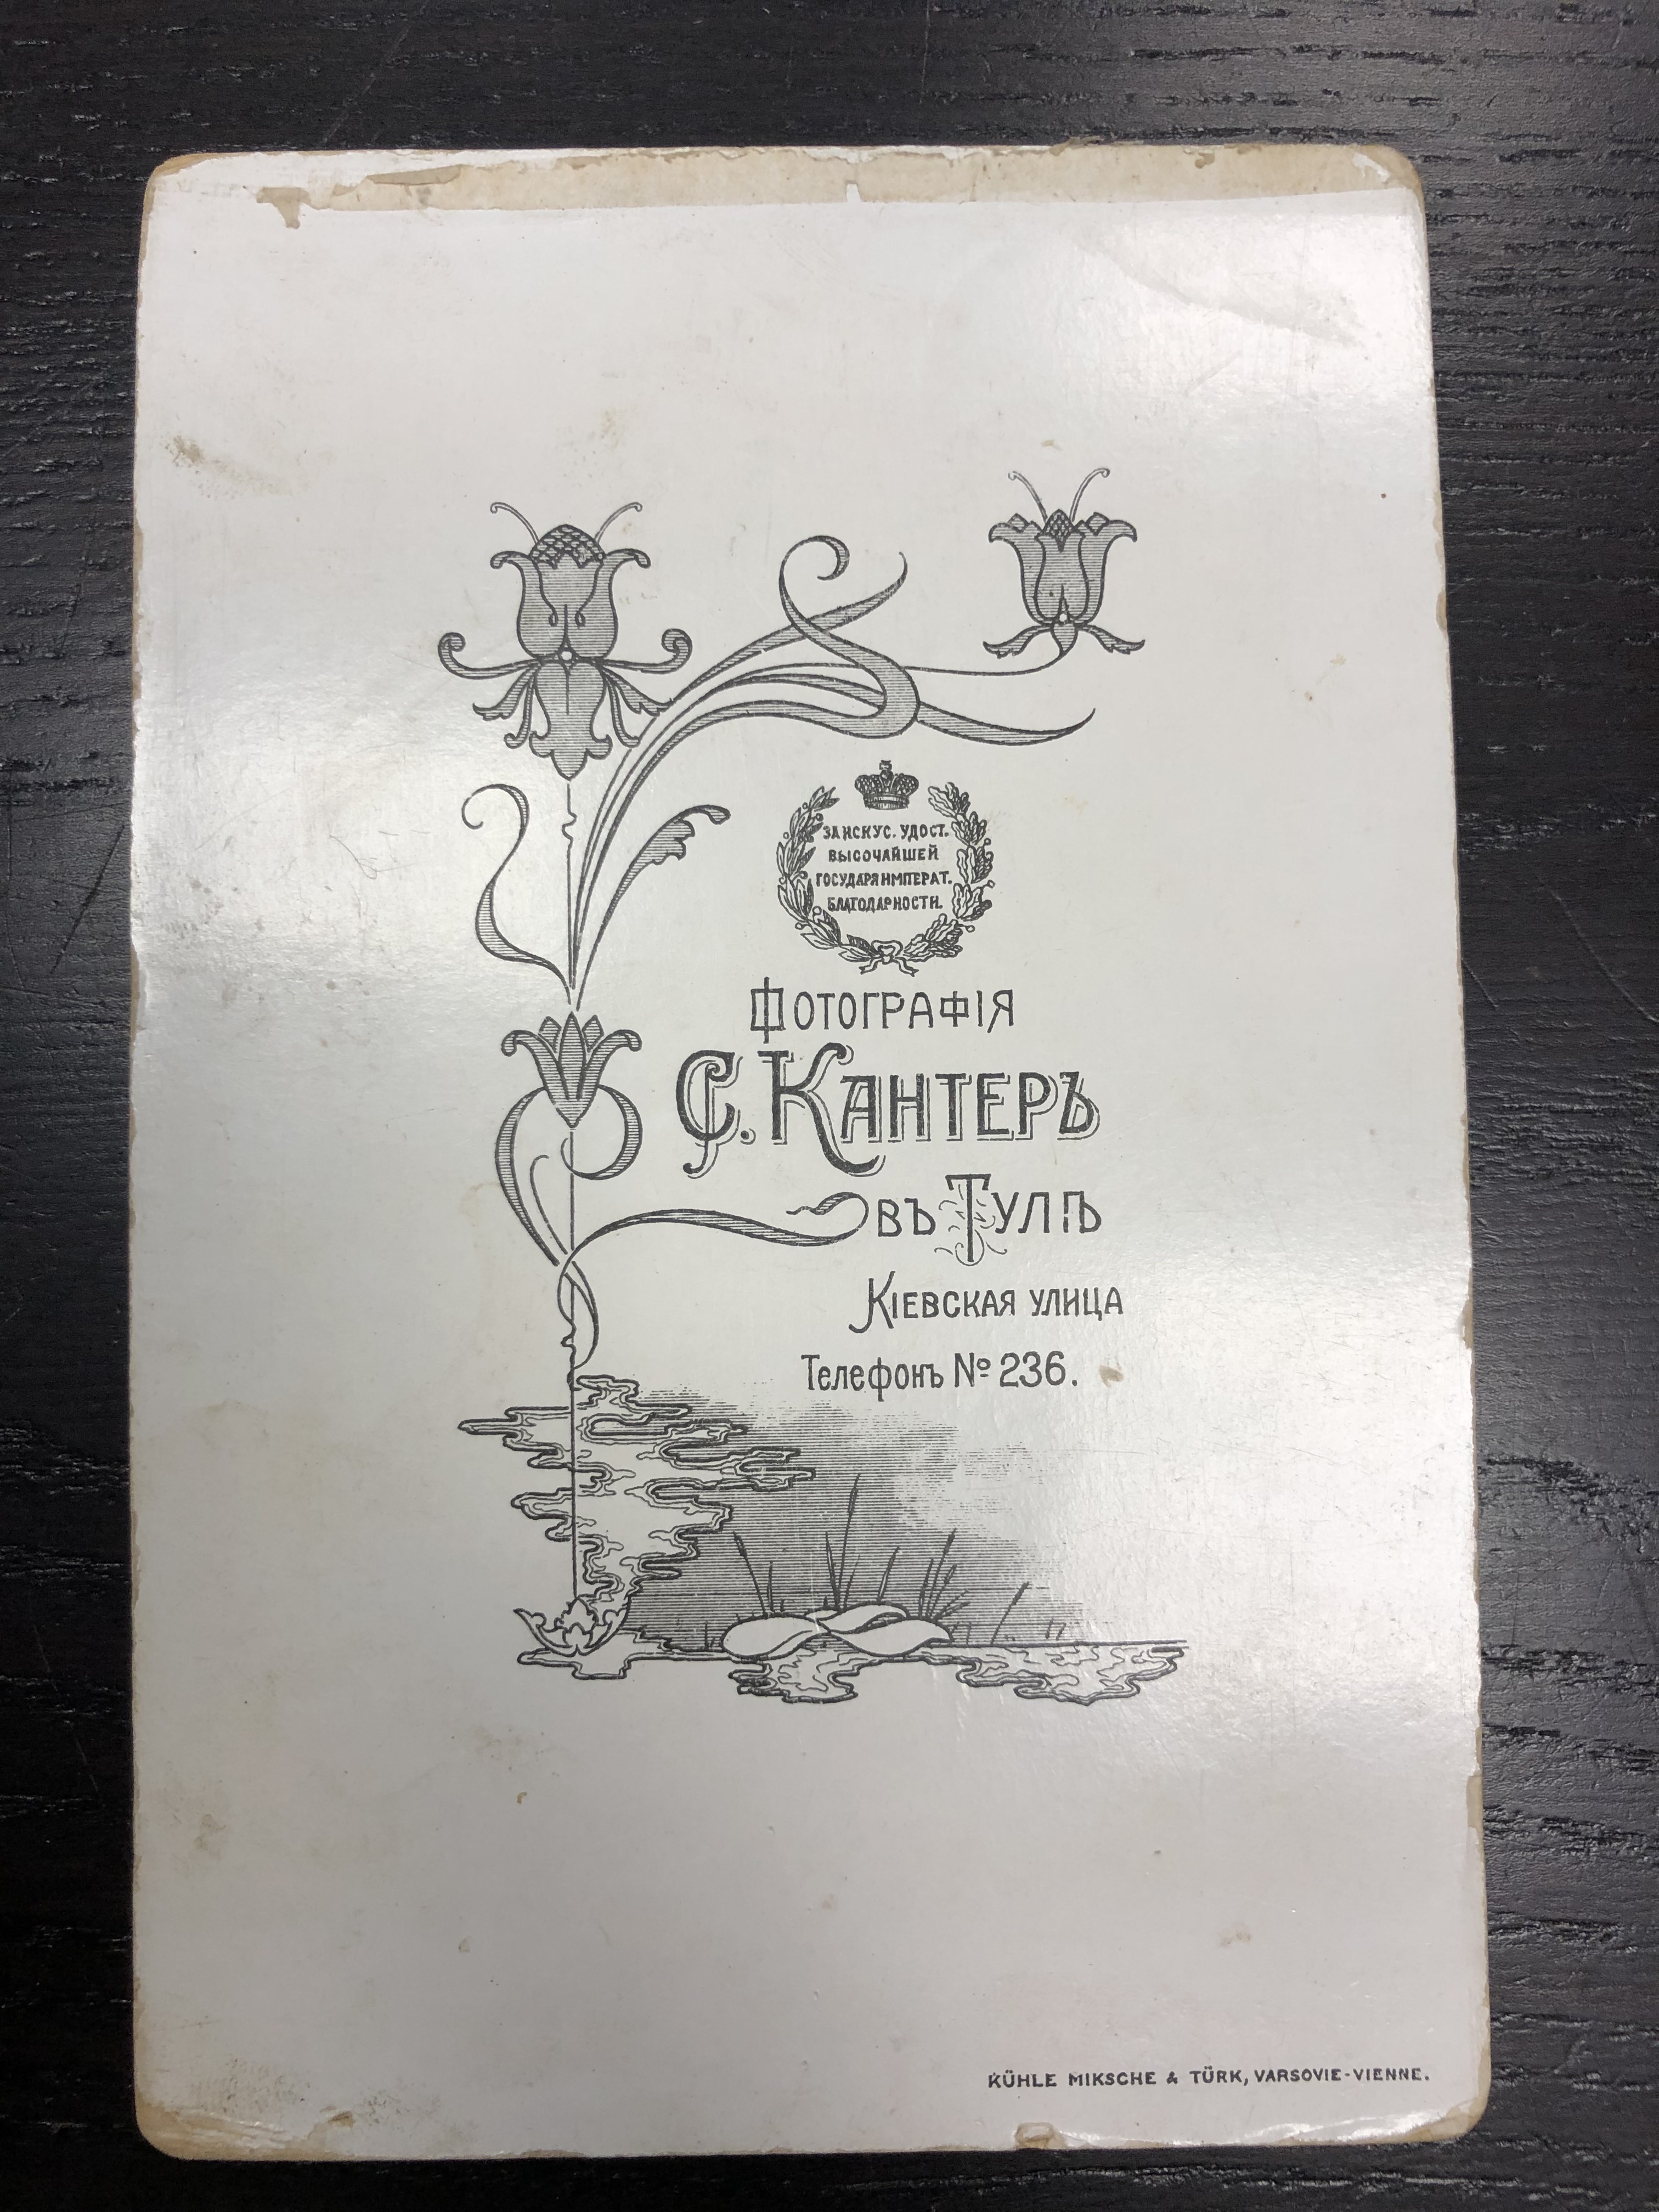 ЗА ИСКУС. УДОСТ.
ВЫСОЧАЙШЕЙ
ГОСУДАРЯ ИМПЕРАТ.
БЛАГОДАРНОСТИ.
ФОТОГРАФІЯ
С. КАНТЕРЪ
ВЪ ТУЛѢ
КІЕВСКАЯ УЛИЦА
Телефонъ № 236.
KÜHLE MIKSCHE & TÜRK, VARSOVIE-VIENNE.